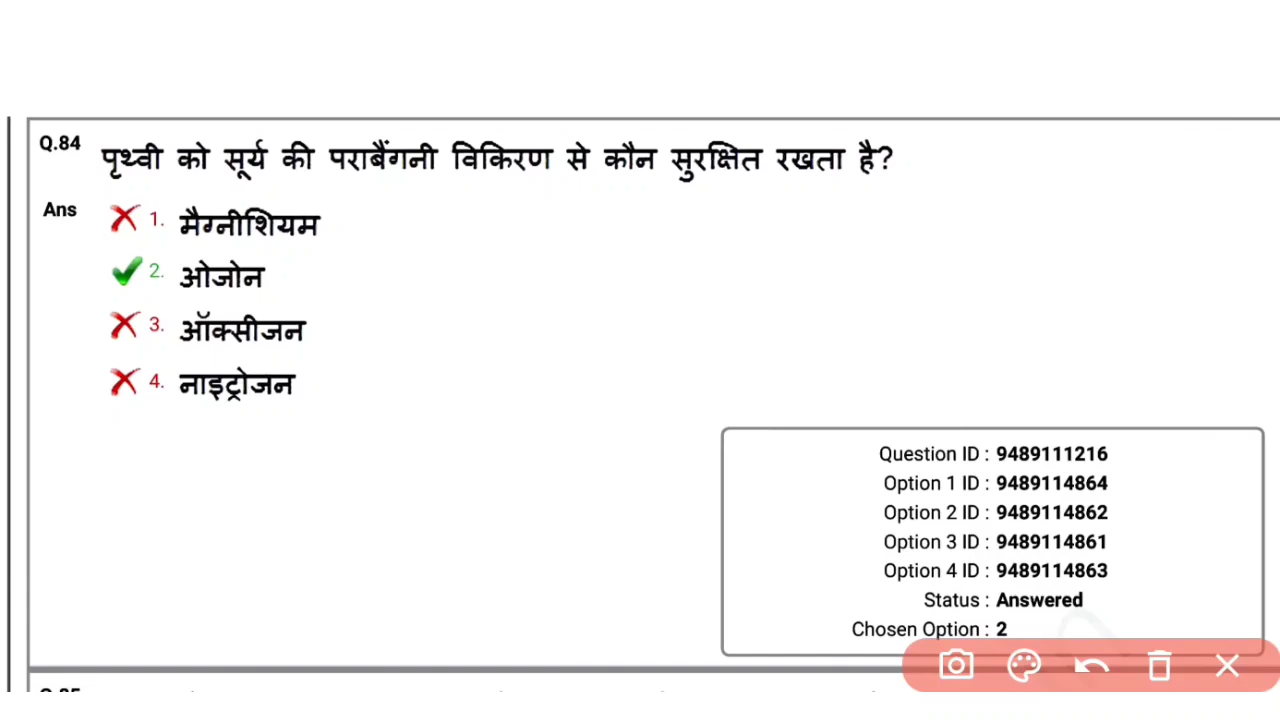 Q.84 पृथ्वी को सूर्य की पराबैंगनी विकिरण से कौन सुरक्षित रखता है?
Ans 1. मैग्नीशियम
2. ओजोन
3. ऑक्सीजन
4. नाइट्रोजन
Question ID : 9489111216
Option 1 ID : 9489114864
Option 2 ID : 9489114862
Option 3 ID : 9489114861
Option 4 ID : 9489114863
Status : Answered
Chosen Option : 2